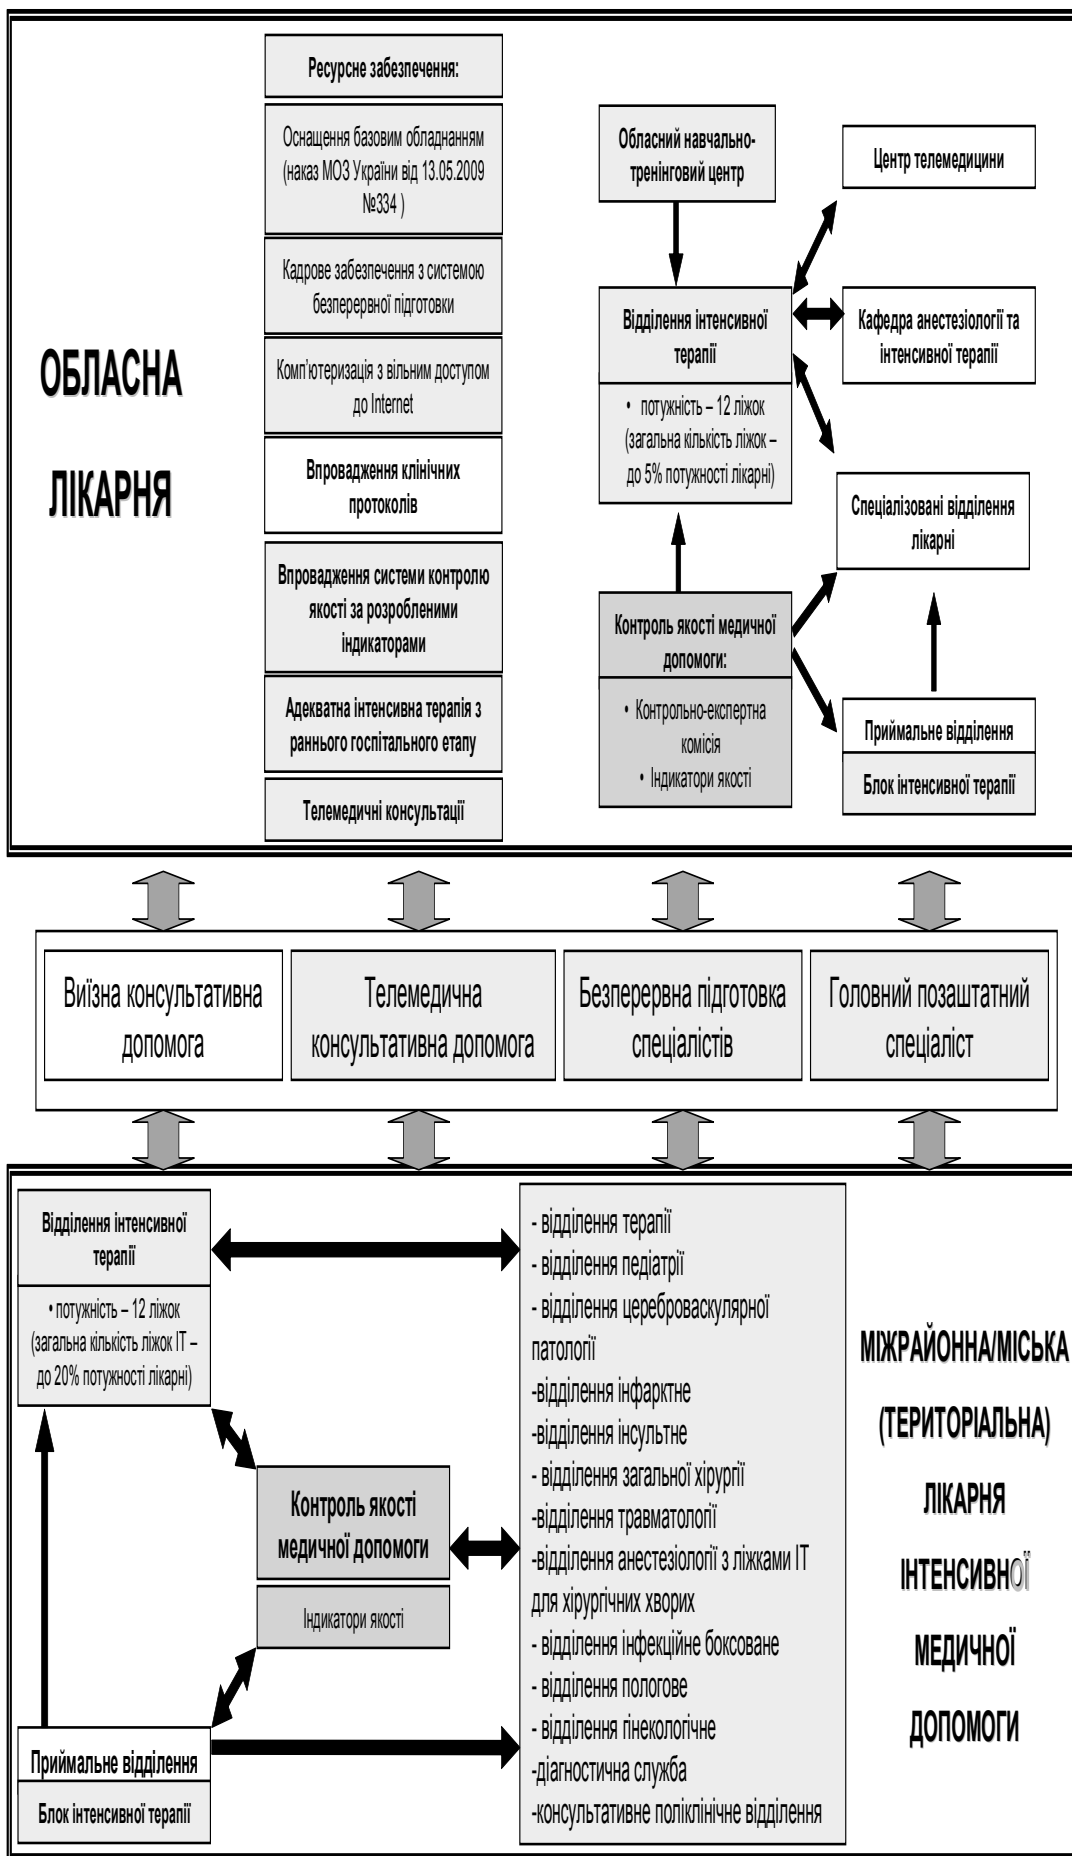 ОБЛАСНА
ЛІКАРНЯ
Ресурсне забезпечення:
Оснащення базовим обладнанням
(наказ МОЗ України від 13.05.2009
№334 )
Кадрове забезпечення з системою
безперервної підготовки
Комп’ютеризація з вільним доступом
до Internet
Впровадження клінічних
протоколів
Впровадження системи контролю
якості за розробленими
індикаторами
Адекватна інтенсивна терапія з
раннього госпітального етапу
Телемедичні консультації
Обласний навчально-
тренінговий центр
Центр телемедицини
Відділення інтенсивної
терапії
• потужність – 12 ліжок
(загальна кількість ліжок –
до 5% потужності лікарні)
Кафедра анестезіології та
інтенсивної терапії
Спеціалізовані відділення
лікарні
Контроль якості медичної
допомоги:
• Контрольно-експертна
комісія
• Індикатори якості
Приймальне відділення
Блок інтенсивної терапії
Виїзна консультативна
допомога
Телемедична
консультативна допомога
Безперервна підготовка
спеціалістів
Головний позаштатний
спеціаліст
Відділення інтенсивної
терапії
• потужність – 12 ліжок
(загальна кількість ліжок ІТ –
до 20% потужності лікарні)
Контроль якості
медичної допомоги
Індикатори якості
Приймальне відділення
Блок інтенсивної терапії
- відділення терапії
- відділення педіатрії
- відділення цереброваскулярної
патології
-відділення інфарктне
-відділення інсультне
- відділення загальної хірургії
-відділення травматології
-відділення анестезіології з ліжками ІТ
для хірургічних хворих
- відділення інфекційне боксоване
- відділення пологове
- відділення гінекологічне
-діагностична служба
-консультативне поліклінічне відділення
МІЖРАЙОННА/МІСЬКА
(ТЕРИТОРІАЛЬНА)
ЛІКАРНЯ
ІНТЕНСИВНОЇ
МЕДИЧНОЇ
ДОПОМОГИ